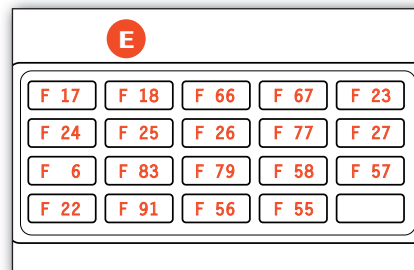 E
F 17 F 18 F 66 F 67 F 23
F 24 F 25 F 26 F 77 F 27
F 6 F 83 F 79 F 58 F 57
F 22 F 91 F 56 F 55